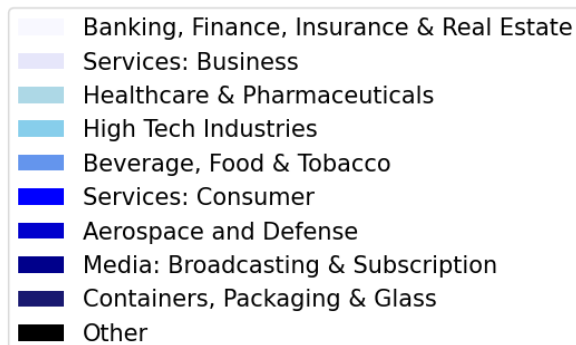 Banking, Finance, Insurance & Real Estate
Services: Business
Healthcare & Pharmaceuticals
High Tech Industries
Beverage, Food & Tobacco
Services: Consumer
Aerospace and Defense
Media: Broadcasting & Subscription
Containers, Packaging & Glass
Other